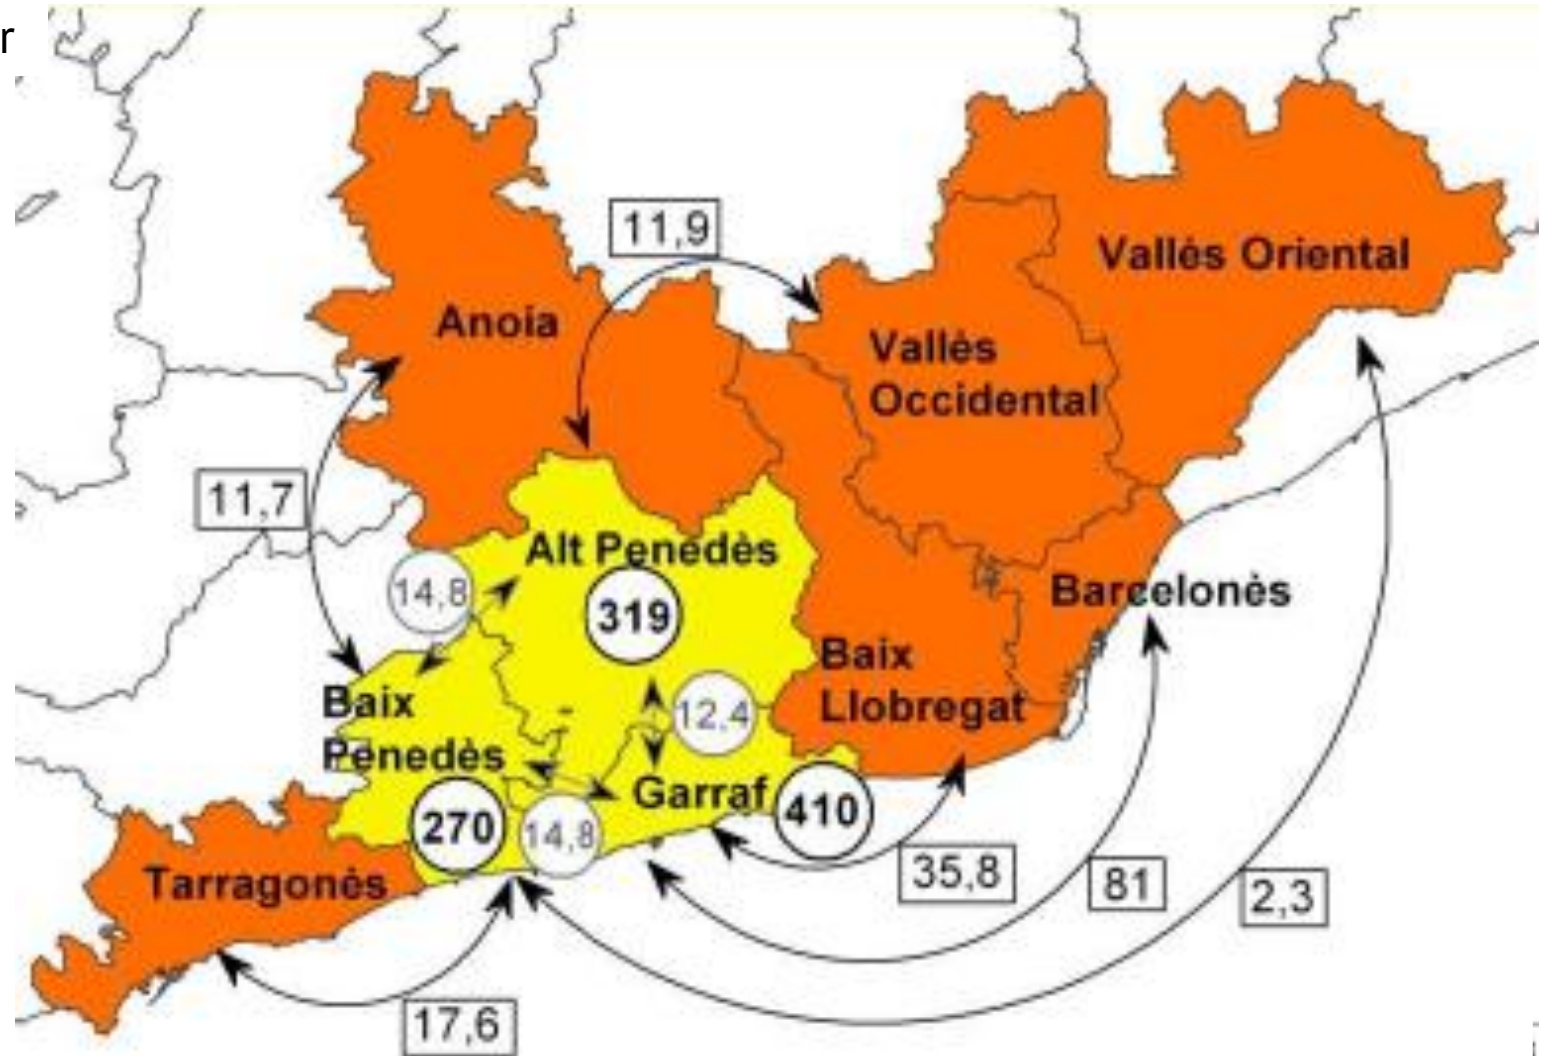 r
11,9
Vallés Oriental
Anoia
Vallès
Occidental
11,7
Alt Penedès
14,8
319
Barcelonès
Baix
Llobregat
Baix
Penedès
12,4
Garraf
410
270
14,8
35,8
81
2,3
Tarragonès
17,6